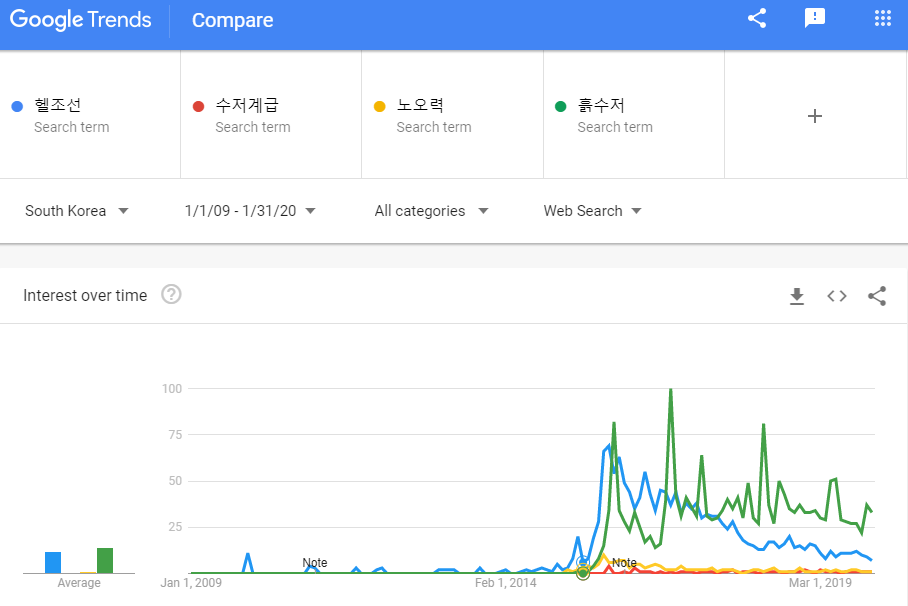 Google Trends Compare
헬조선 수저계급 노오력 흙수저
Search term Search term Search term Search term
+
South Korea 1/1/09 - 1/31/20 All categories Web Search
Interest over time ?
100
75
50
25
Note Note
Average Jan 1, 2009 Feb 1, 2014 Mar 1, 2019